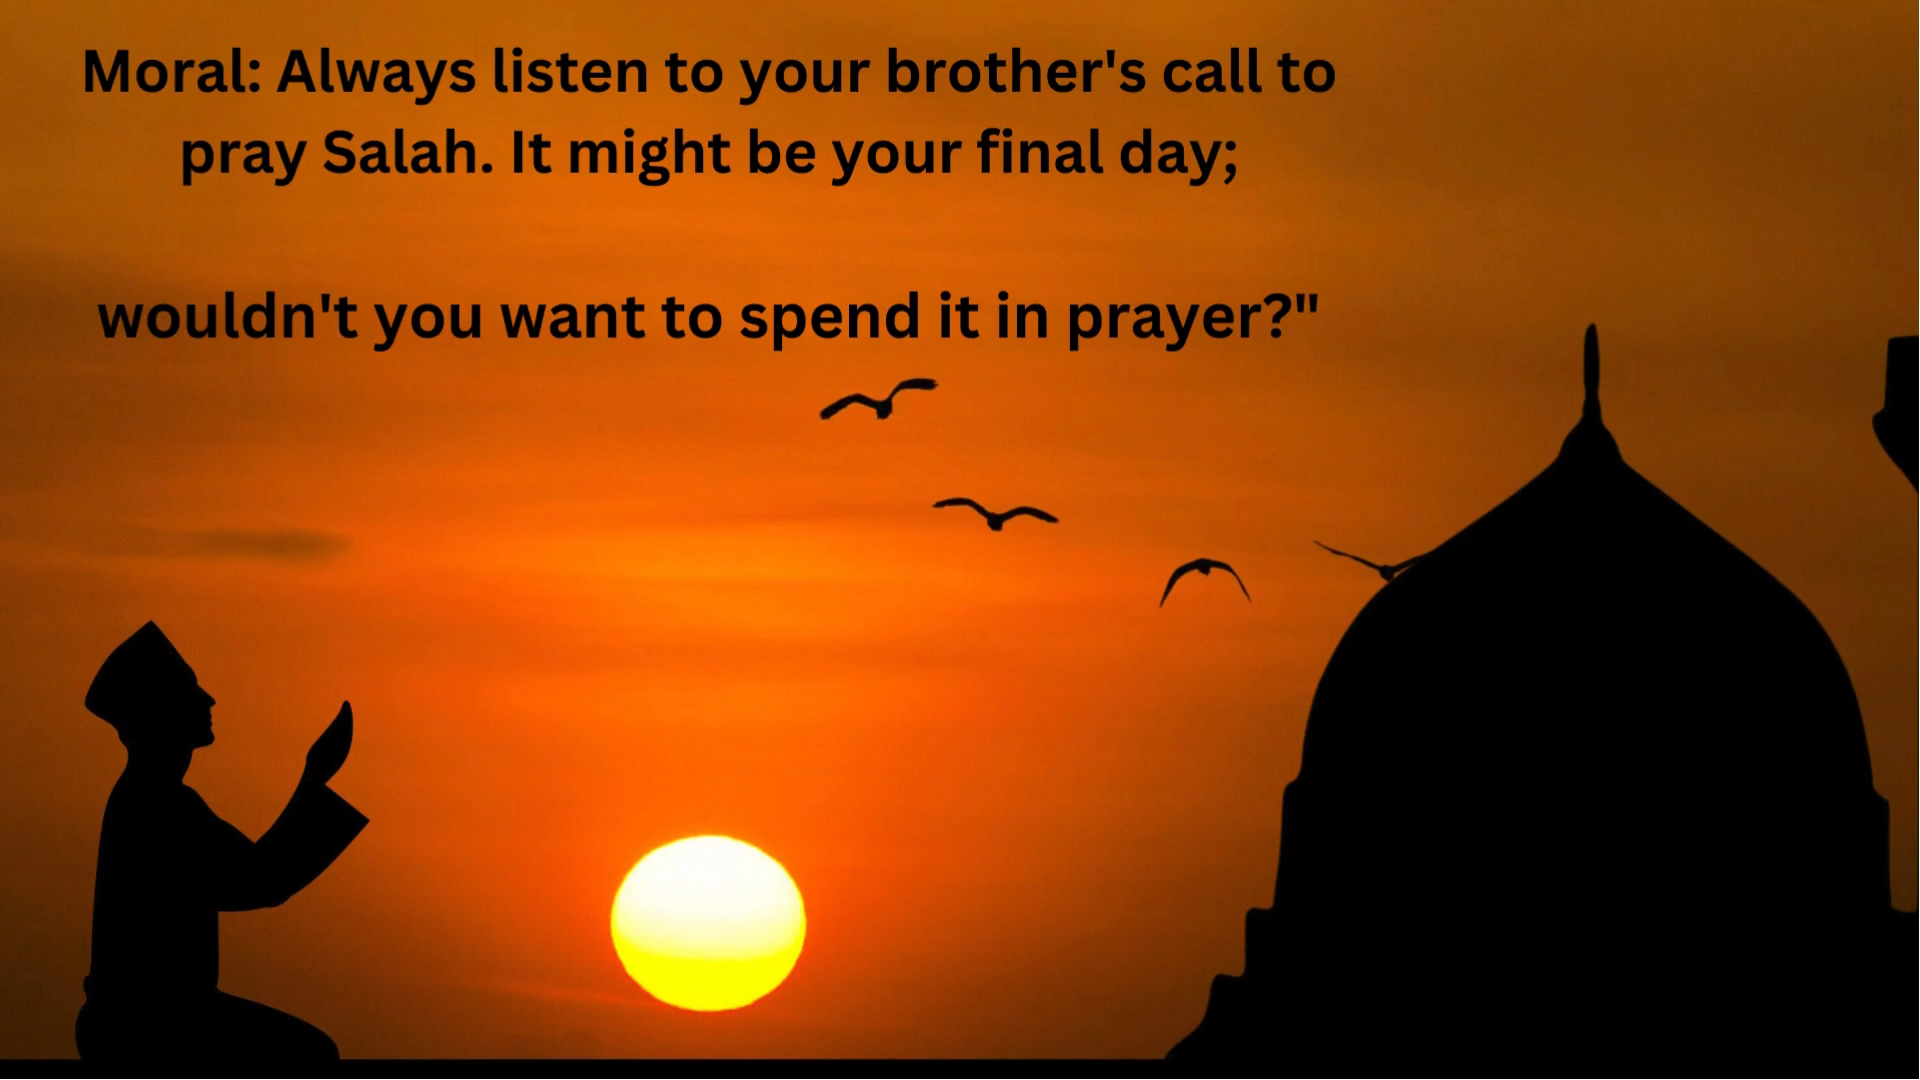 Moral: Always listen to your brother's call to
pray Salah. It might be your final day;
wouldn't you want to spend it in prayer?"